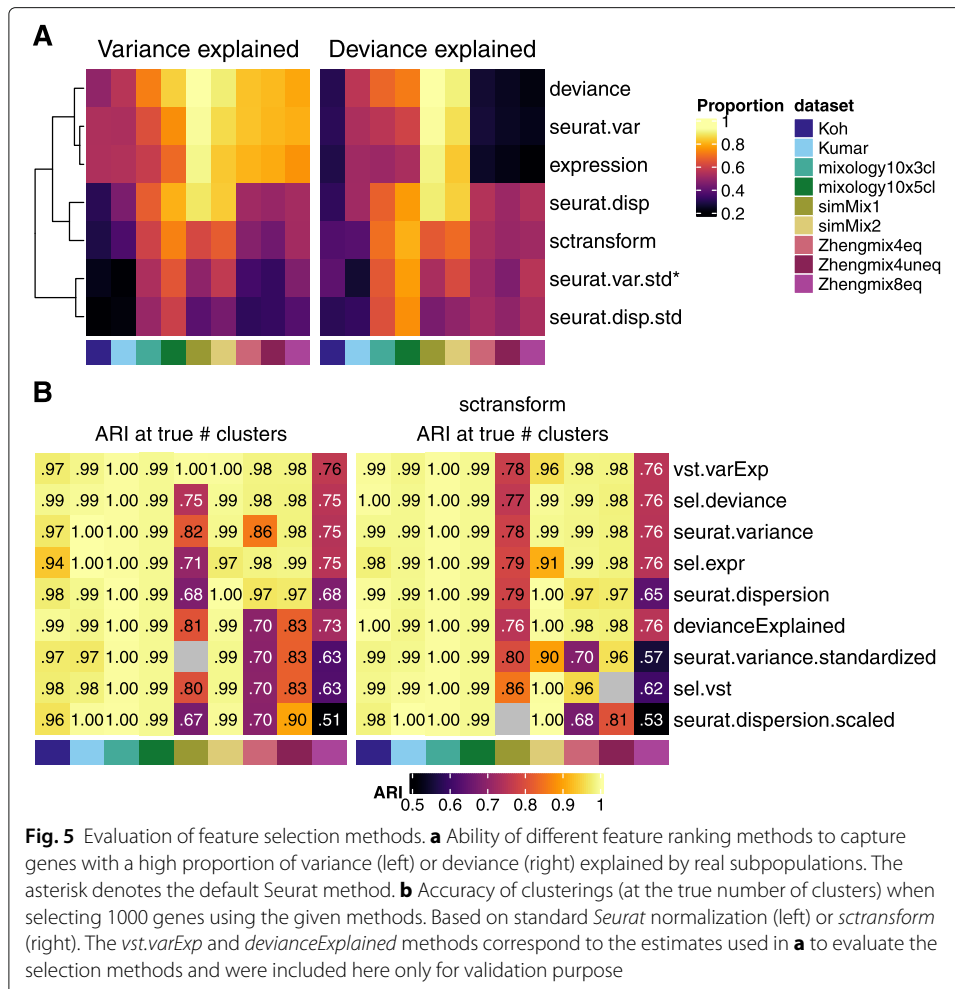 A
Variance explained
Deviance explained
deviance
seurat.var
expression
seurat.disp
sctransform
seurat.var.std*
seurat.disp.std
Proportion
1
0.8
0.6
0.4
0.2
dataset
Koh
Kumar
mixology10x3cl
mixology10x5cl
simMix1
simMix2
Zhengmix4eq
Zhengmix4uneq
Zhengmix8eq
B
sctransform
ARI at true # clusters
ARI at true # clusters
.97 .99 1.00 .99 1.00 1.00 .98 .98 .76 .99 .99 1.00 .99 .78 .96 .98 .98 .76 vst.varExp
.99 .99 1.00 .99 .75 .99 .98 .98 .75 1.00 .99 1.00 .99 .77 .99 .99 .98 .76 sel.deviance
.97 1.00 1.00 .99 .82 .99 .86 .98 .75 .99 .99 1.00 .99 .78 .99 .99 .98 .76 seurat.variance
.94 1.00 1.00 .99 .71 .97 .98 .99 .75 .98 .99 1.00 .99 .79 .91 .99 .98 .76 sel.expr
.98 .99 1.00 .99 .68 1.00 .97 .97 .68 .99 .99 1.00 .99 .79 1.00 .97 .97 .65 seurat.dispersion
.99 .99 1.00 .99 .81 .99 .70 .83 .73 1.00 .99 1.00 .99 .76 1.00 .98 .98 .76 devianceExplained
.97 .97 1.00 .99 .99 .70 .83 .63 .99 .99 1.00 .99 .80 .90 .70 .96 .57 seurat.variance.standardized
.98 .98 1.00 .99 .80 .99 .70 .83 .63 .99 .99 1.00 .99 .86 1.00 .96 .62 sel.vst
.96 1.00 1.00 .99 .67 .99 .70 .90 .51 .98 1.00 1.00 .99 1.00 .68 .81 .53 seurat.dispersion.scaled
ARI
0.5 0.6 0.7 0.8 0.9 1
Fig. 5 Evaluation of feature selection methods. a Ability of different feature ranking methods to capture
genes with a high proportion of variance (left) or deviance (right) explained by real subpopulations. The
asterisk denotes the default Seurat method. b Accuracy of clusterings (at the true number of clusters) when
selecting 1000 genes using the given methods. Based on standard Seurat normalization (left) or sctransform
(right). The vst.varExp and devianceExplained methods correspond to the estimates used in a to evaluate the
selection methods and were included here only for validation purpose